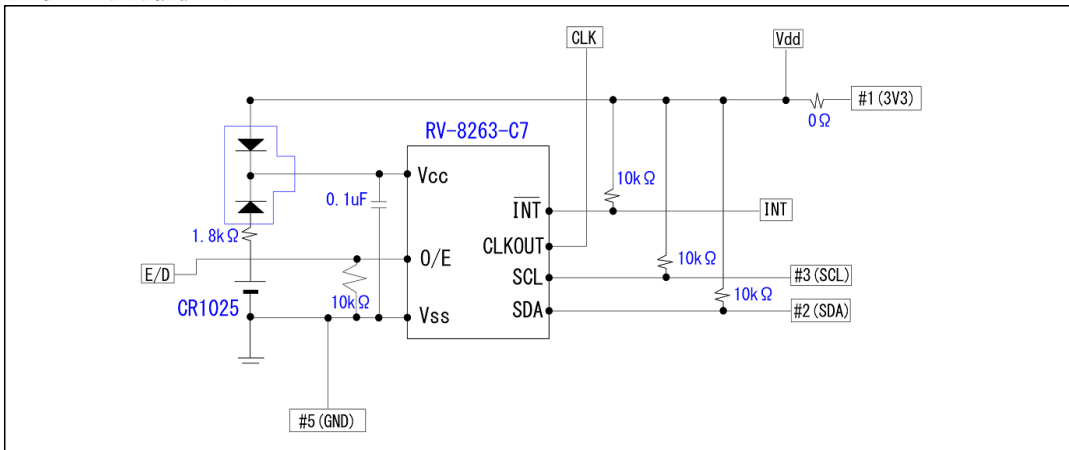 CLK
Vdd
#1(3V3)
0Ω
RV-8263-C7
Vcc
0.1uF
10kΩ
INT
INT
1.8kΩ
CLKOUT
E/D
O/E
10kΩ
SCL
#3(SCL)
CR1025
10kΩ
Vss
SDA
10kΩ
#2(SDA)
#5(GND)